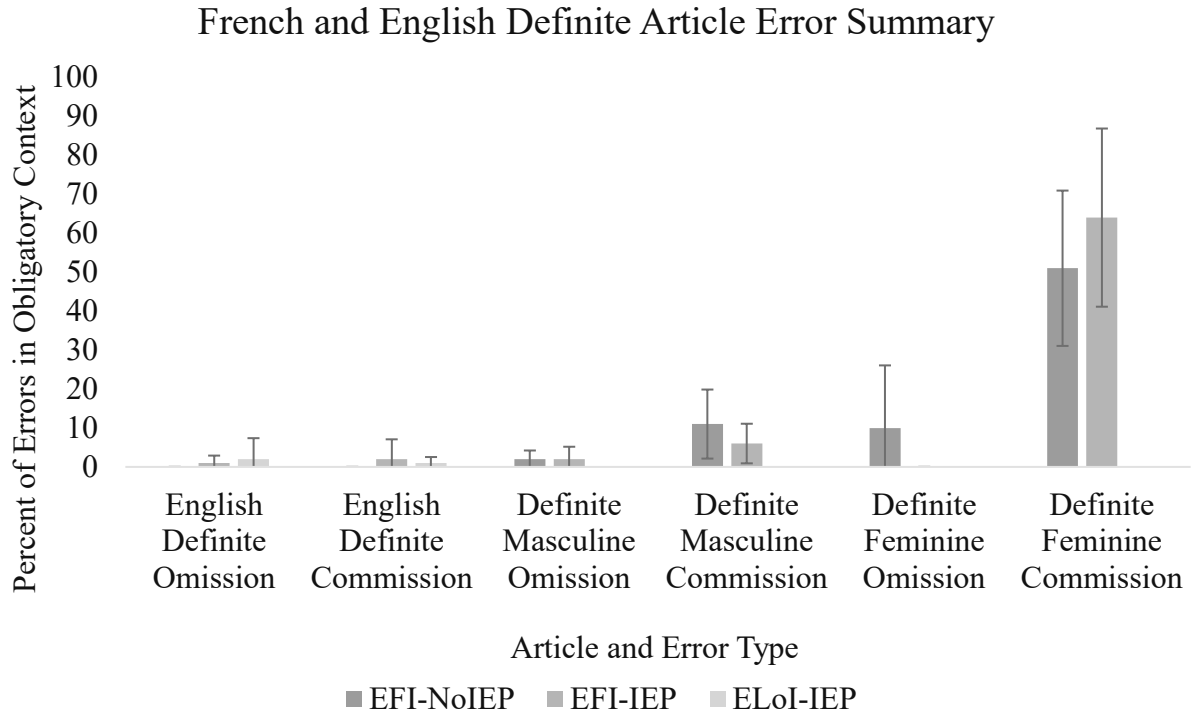 French and English Definite Article Error Summary
Percent of Errors in Obligatory Context
100
90
80
70
60
50
40
30
20
10
0
English Definite Omission
English Definite Commission
Definite Masculine Omission
Definite Masculine Commission
Definite Feminine Omission
Definite Feminine Commission
Article and Error Type
EFI-NoIEP EFI-IEP ELoI-IEP